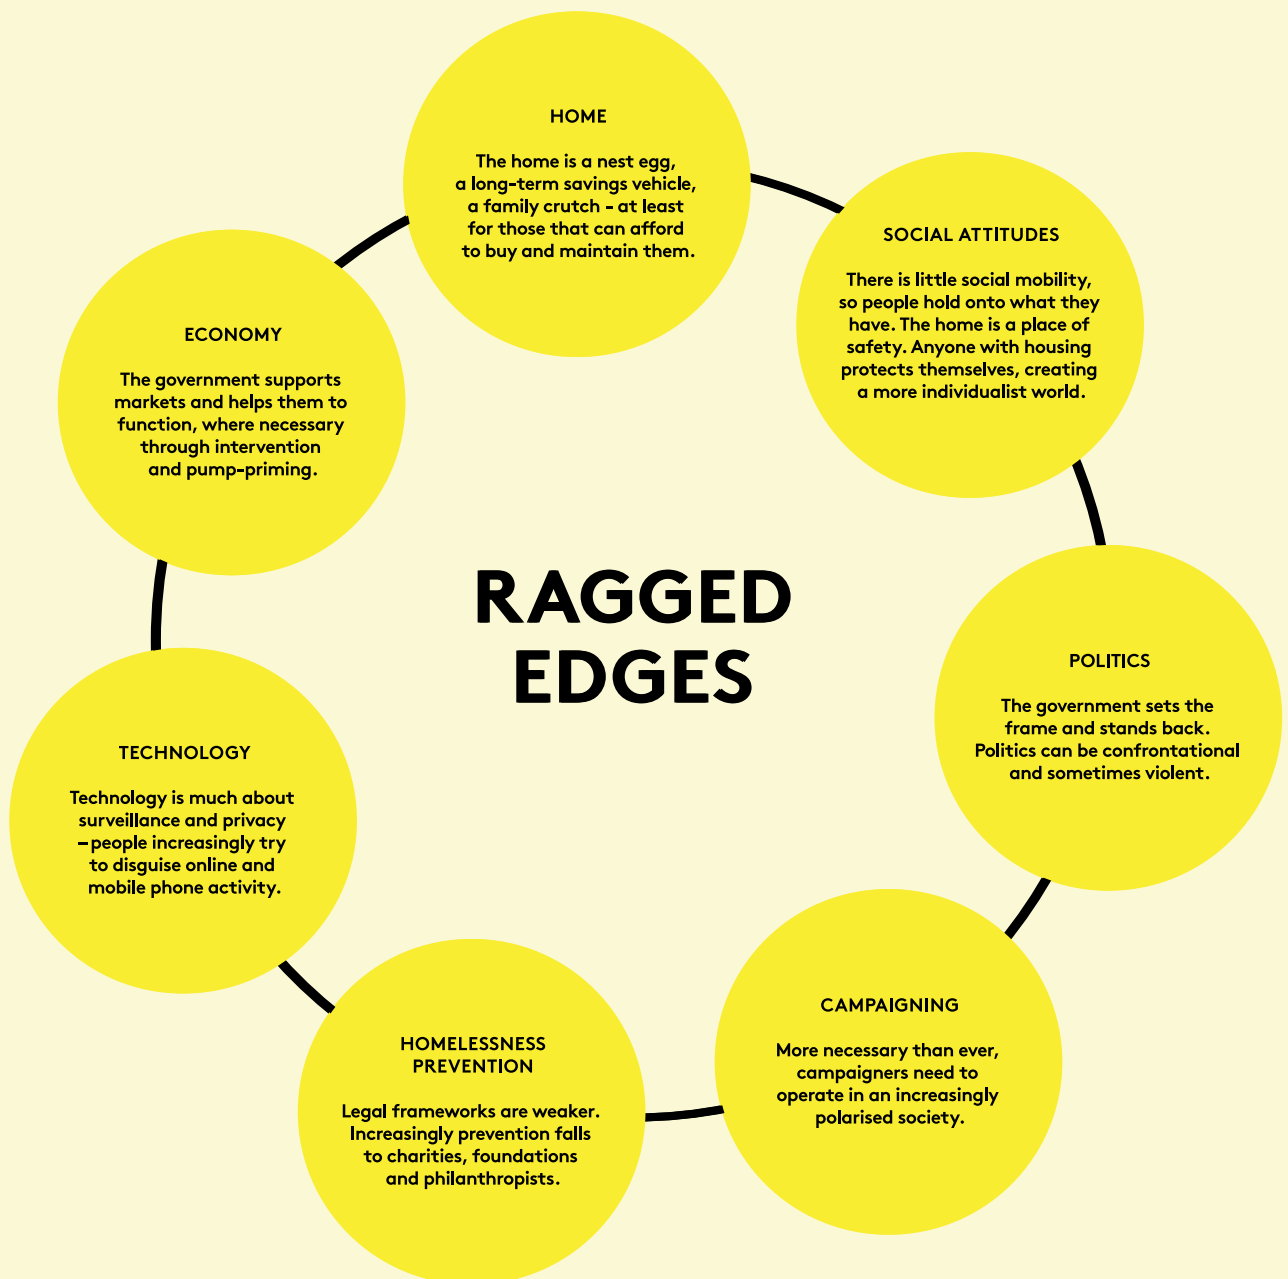 HOME
The home is a nest egg,
a long-term savings vehicle,
a family crutch - at least
for those that can afford
to buy and maintain them.
SOCIAL ATTITUDES
There is little social mobility,
so people hold onto what they
have. The home is a place of
safety. Anyone with housing
protects themselves, creating
a more individualist world.
ECONOMY
The government supports
markets and helps them to
function, where necessary
through intervention
and pump-priming.
RAGGED
EDGES
POLITICS
The government sets the
frame and stands back.
Politics can be confrontational
and sometimes violent.
TECHNOLOGY
Technology is much about
surveillance and privacy
–people increasingly try
to disguise online and
mobile phone activity.
CAMPAIGNING
More necessary than ever,
campaigners need to
operate in an increasingly
polarised society.
HOMELESSNESS
PREVENTION
Legal frameworks are weaker.
Increasingly prevention falls
to charities, foundations
and philanthropists.